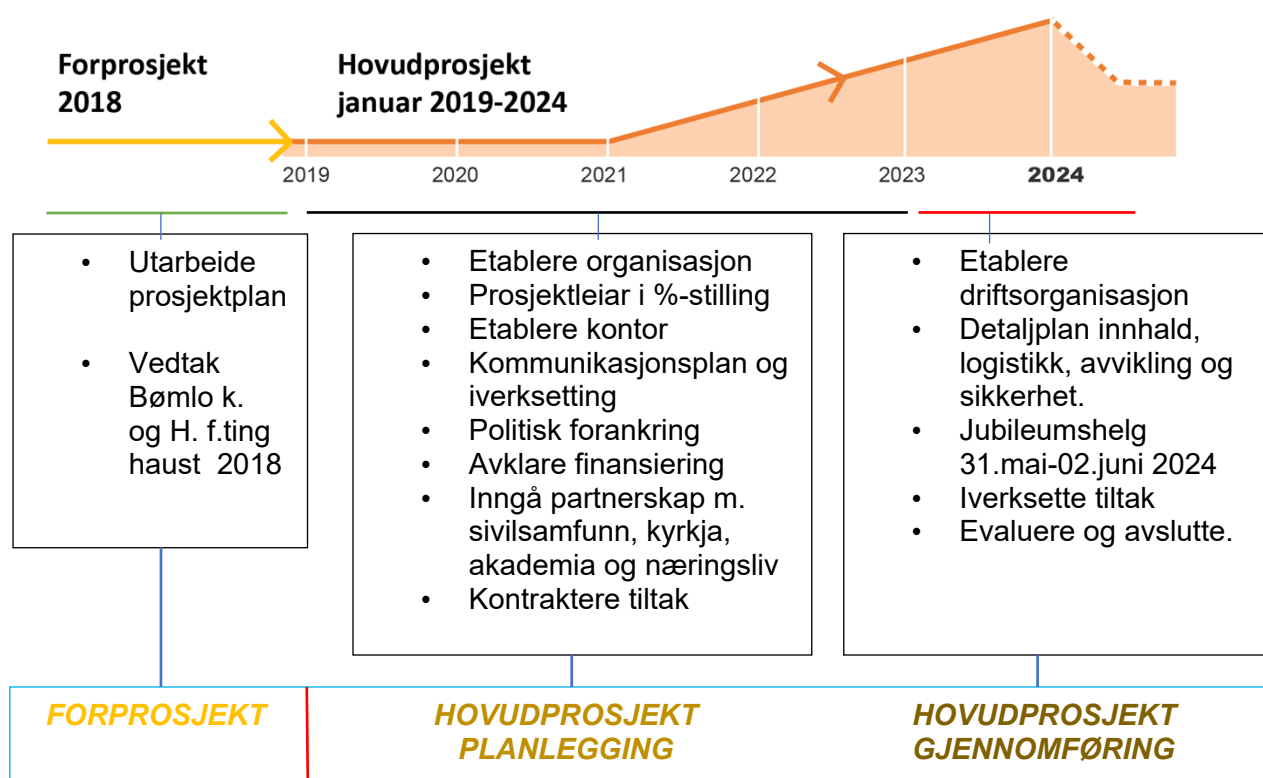 Forprosjekt
2018
Hovudprosjekt
januar 2019-2024
2019
2020
2021
2022
2023
2024
• Utarbeide
prosjektplan
• Vedtak
Bømlo k.
og H. f.ting
haust 2018
• Etablere organisasjon
• Prosjektleiar i %-stilling
• Etablere kontor
• Kommunikasjonsplan og
iverksetting
• Politisk forankring
• Avklare finansiering
• Inngå partnerskap m.
sivilsamfunn, kyrkja,
akademia og næringsliv
• Kontraktere tiltak
• Etablere
driftsorganisasjon
• Detaljplan innhald,
logistikk, avvikling og
sikkerhet.
• Jubileumshelg
31.mai-02.juni 2024
• Iverksette tiltak
• Evaluere og avslutte.
FORPROSJEKT
HOVUDPROSJEKT
PLANLEGGING
HOVUDPROSJEKT
GJENNOMFØRING